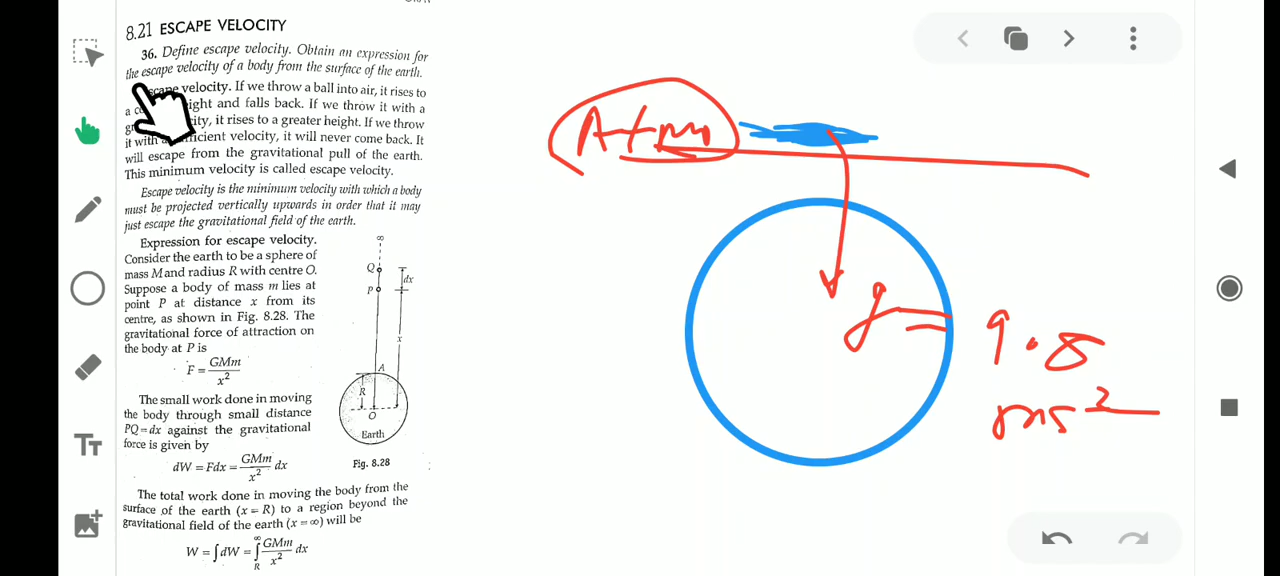 8.21 ESCAPE VELOCITY
36. Define escape velocity. Obtain an expression for
the escape velocity of a body from the surface of the earth.
velocity. If we throw a ball into air, it rises to
a and falls back. If we throw it with a
it rises to a greater height. If we throw
it with velocity, it will never come back. It
will escape from the gravitational pull of the earth.
This minimum velocity is called escape velocity.
Escape velocity is the minimum velocity with which a body
must be projected vertically upwards in order that it may
just escape the gravitational field of the earth.
Expression for escape velocity.
Consider the earth to be a sphere of
mass M and radius R with centre O.
Suppose a body of mass m lies at
point P at distance x from its
centre, as shown in Fig. 8.28. The
gravitational force of attraction on
the body at P is
F = GMm/x²
The small work done in moving
the body through small distance
PQ = dx against the gravitational
force is given by
dW = Fdx = GMm/x² dx
∞
Q
dx
P
x
A
R
O
Earth
Fig. 8.28
The total work done in moving the body from the
surface of the earth (x = R) to a region beyond the
gravitational field of the earth (x = ∞) will be
W = ∫dW = ∫_R^∞ GMm/x² dx
Atm
g = 9.8
ms²
Tт